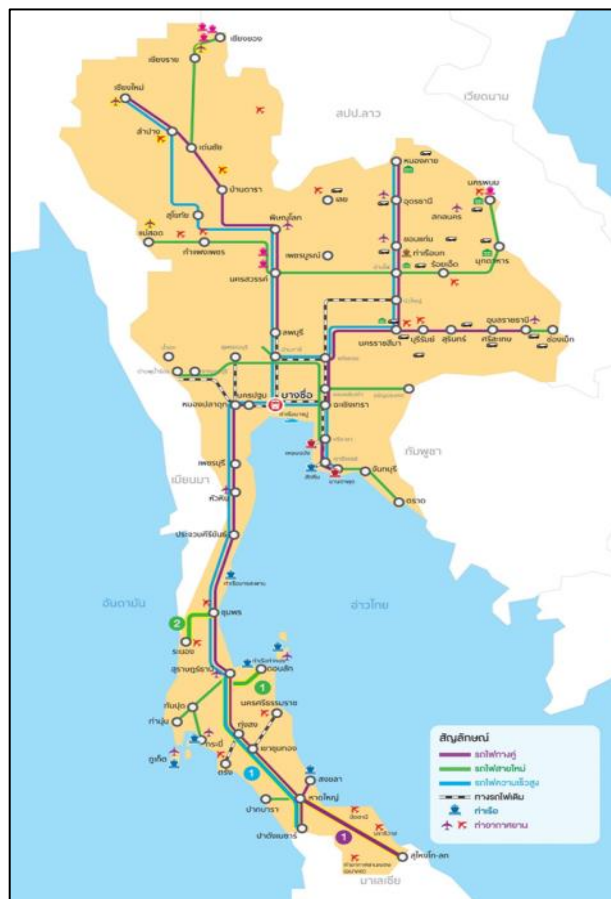 เชียงของ
เชียงราย
เวียดนาม
เชียงใหม่
สปป.ลาว
ลำปาง
เด่นชัย
หนองคาย
บ้านดารา
นครพนม
เลย
อุดรธานี
สกลนคร
สุโขทัย
พิษณุโลก
แม่สอด
กำแพงเพชร
เพชรบูรณ์
ขอนแก่น
ท่าเรือบก
มุกดาหาร
บ้านไผ่
ร้อยเอ็ด
นครสวรรค์
ลพบุรี
อุบลราชธานี
นครราชสีมา
บุรีรัมย์
สุรินทร์
ศรีสะเกษ
ช่องเม็ก
หนองปลาดุก
นครปฐม
บางซื่อ
ฉะเชิงเทรา
กัมพูชา
เพชรบุรี
จันทบุรี
เมียนมา
หัวหิน
ตราด
ประจวบคีรีขันธ์
อันดามัน
อ่าวไทย
2
ชุมพร
ระนอง
สุราษฎร์ธานี
ดอนสัก
1
ทับปุด
นครศรีธรรมราช
ท่านุ่น
กระบี่
ทุ่งสง
ภูเก็ต
ตรัง
เขาชุมทอง
1
สงขลา
ปากบารา
หาดใหญ่
ปาดังเบซาร์
1
สุไหงโก-ลก
มาเลเซีย
สัญลักษณ์
รถไฟทางคู่
รถไฟสายใหม่
รถไฟความเร็วสูง
ทางรถไฟเดิม
ท่าเรือ
ท่าอากาศยาน